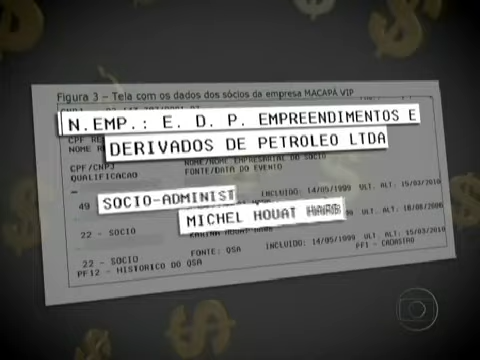 Figura 3 – Tela com os dados dos sócios da empresa MACAPÁ VIP
N.EMP.: E. D. P. EMPREENDIMENTOS E
DERIVADOS DE PETROLEO LTDA
CPF/CNPJ NOME/NOME EMPRESARIAL DO SOCIO
QUALIFICACAO FONTE/DATA DO EVENTO
49 SOCIO-ADMINIST INCLUIDO: 14/05/1999 ULT. ALT: 15/03/2010
MICHEL HOUAT
22 - SOCIO ULT. ALT:
22 - SOCIO FONTE: QSA INCLUIDO: 14/05/1999 ULT. ALT: 15/03/2010
PF12 - HISTORICO DO QSA PF1 - CADASTRO